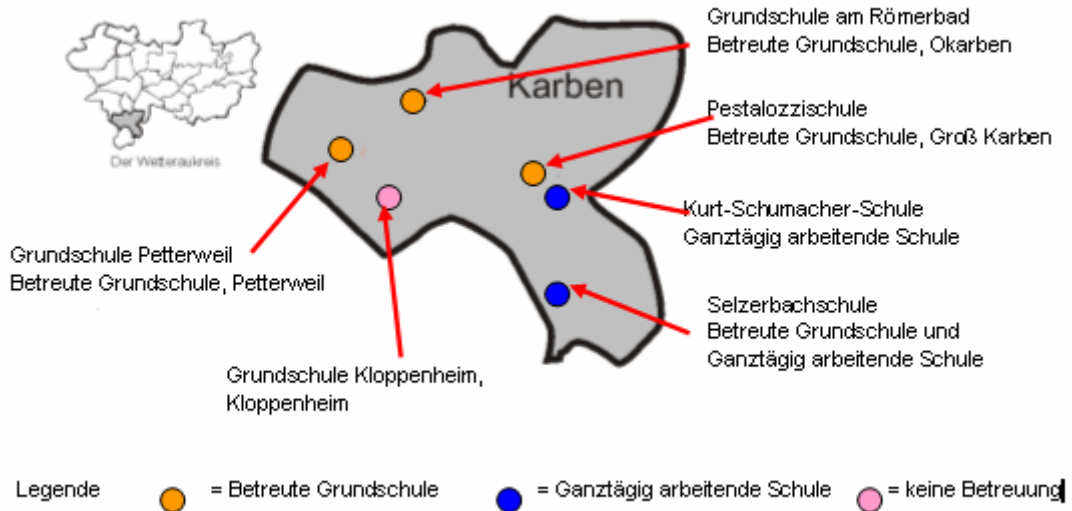 Grundschule am Römerbad
Betreute Grundschule, Okarben
Karben
Der Wetteraukreis
Pestalozzischule
Betreute Grundschule, Groß Karben
Kurt-Schumacher-Schule
Ganztägig arbeitende Schule
Grundschule Petterweil
Betreute Grundschule, Petterweil
Selzerbachschule
Betreute Grundschule und
Ganztägig arbeitende Schule
Grundschule Kloppenheim,
Kloppenheim
Legende = Betreute Grundschule = Ganztägig arbeitende Schule = keine Betreuung